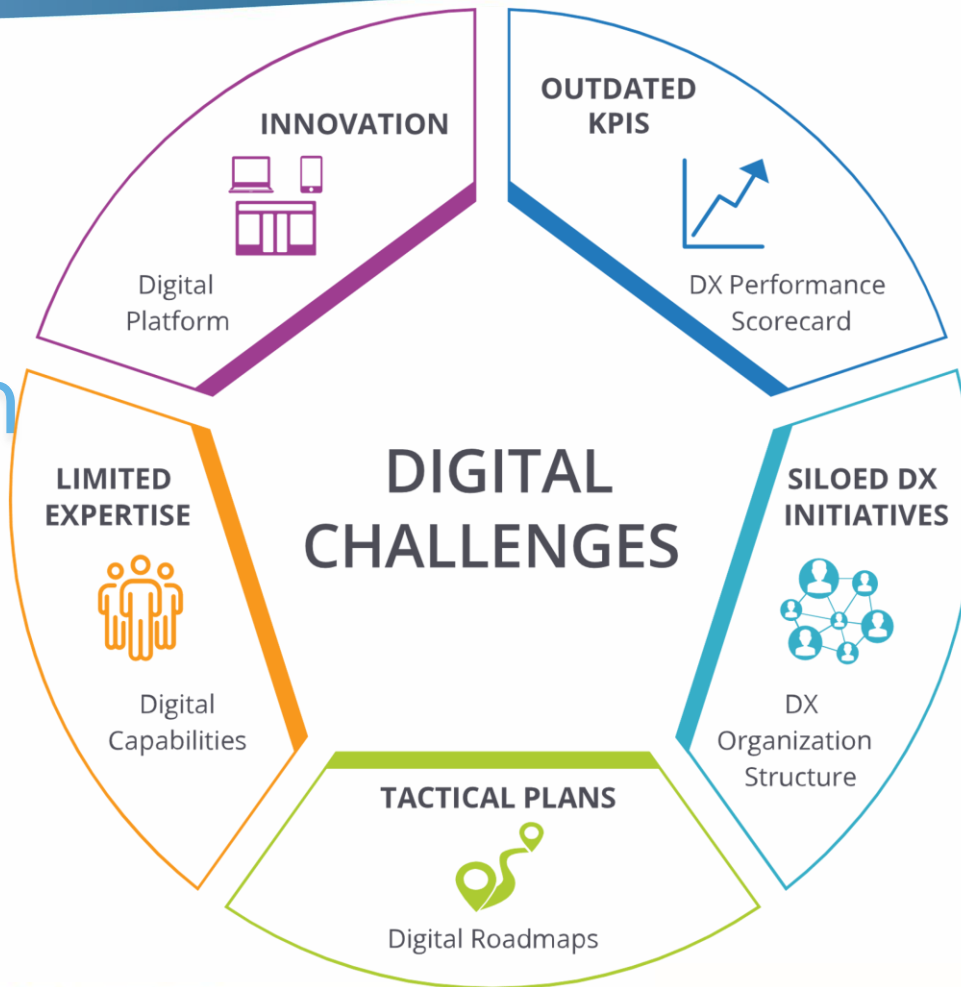 INNOVATION
Digital
Platform
OUTDATED
KPIS
DX Performance
Scorecard
LIMITED
EXPERTISE
Digital
Capabilities
DIGITAL
CHALLENGES
SILOED DX
INITIATIVES
DX
Organization
Structure
TACTICAL PLANS
Digital Roadmaps